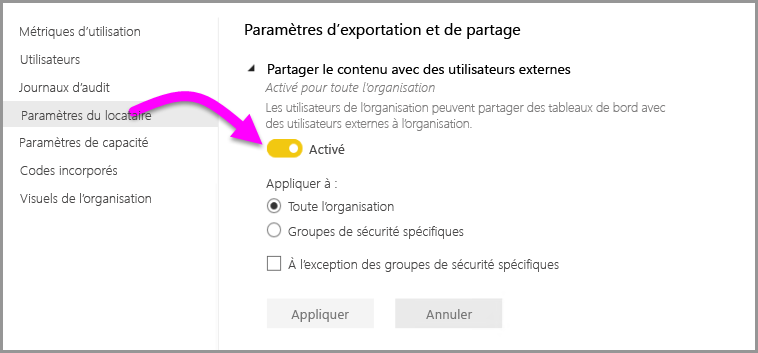 Métriques d'utilisation
Utilisateurs
Journaux d'audit
Paramètres du locataire
Paramètres de capacité
Codes incorporés
Visuels de l'organisation
Paramètres d'exportation et de partage
Partager le contenu avec des utilisateurs externes
Activé pour toute l'organisation
Les utilisateurs de l'organisation peuvent partager des tableaux de bord avec
des utilisateurs externes à l'organisation.
Activé
Appliquer à :
Toute l'organisation
Groupes de sécurité spécifiques
À l'exception des groupes de sécurité spécifiques
Appliquer
Annuler